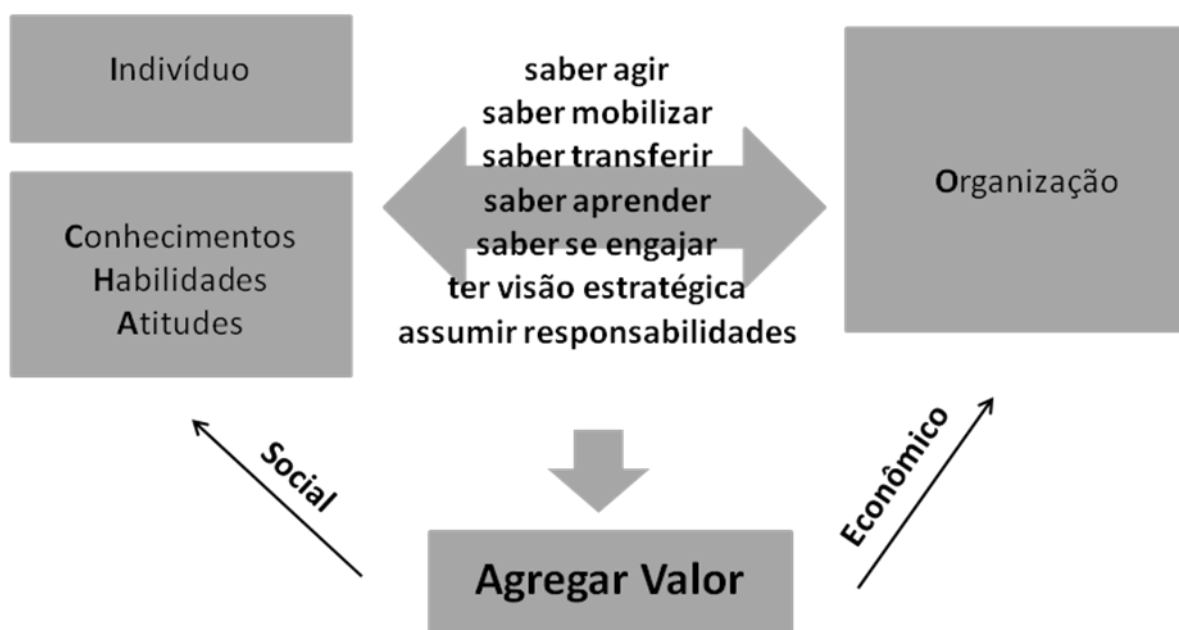 Indivíduo
Conhecimentos
Habilidades
Atitudes
saber agir
saber mobilizar
saber transferir
saber aprender
saber se engajar
ter visão estratégica
assumir responsabilidades
Organização
Social
Econômico
Agregar Valor